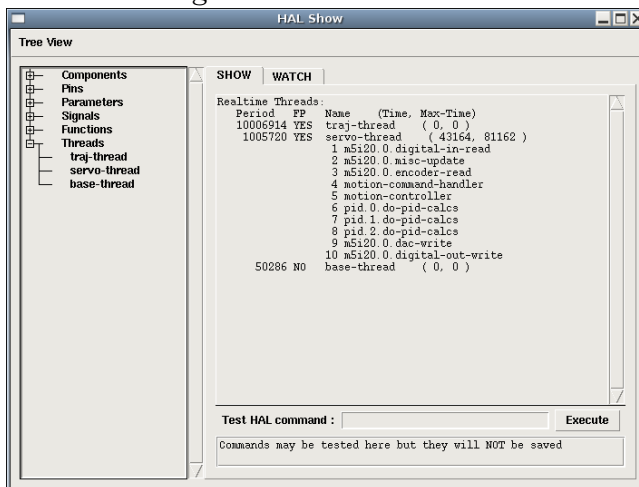 HAL Show
Tree View
Components
Pins
Parameters
Signals
Functions
Threads
traj-thread
servo-thread
base-thread
SHOW WATCH
Realtime Threads:
Period FP Name (Time, Max-Time)
10006914 YES traj-thread ( 0, 0 )
1005720 YES servo-thread ( 43164, 81162 )
1 m5i20.0.digital-in-read
2 m5i20.0.misc-update
3 m5i20.0.encoder-read
4 motion-command-handler
5 motion-controller
6 pid.0.do-pid-calcs
7 pid.1.do-pid-calcs
8 pid.2.do-pid-calcs
9 m5i20.0.dac-write
10 m5i20.0.digital-out-write
50286 NO base-thread ( 0, 0 )
Test HAL command : Execute
Commands may be tested here but they will NOT be saved